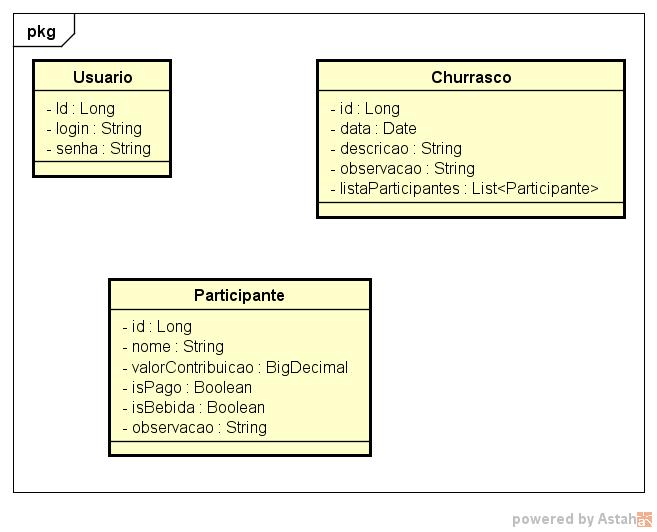 pkg
Usuario
- Id : Long
- login : String
- senha : String
Churrasco
- id : Long
- data : Date
- descricao : String
- observacao : String
- listaParticipantes : List<Participante>
Participante
- id : Long
- nome : String
- valorContribuicao : BigDecimal
- isPago : Boolean
- isBebida : Boolean
- observacao : String
powered by Astah